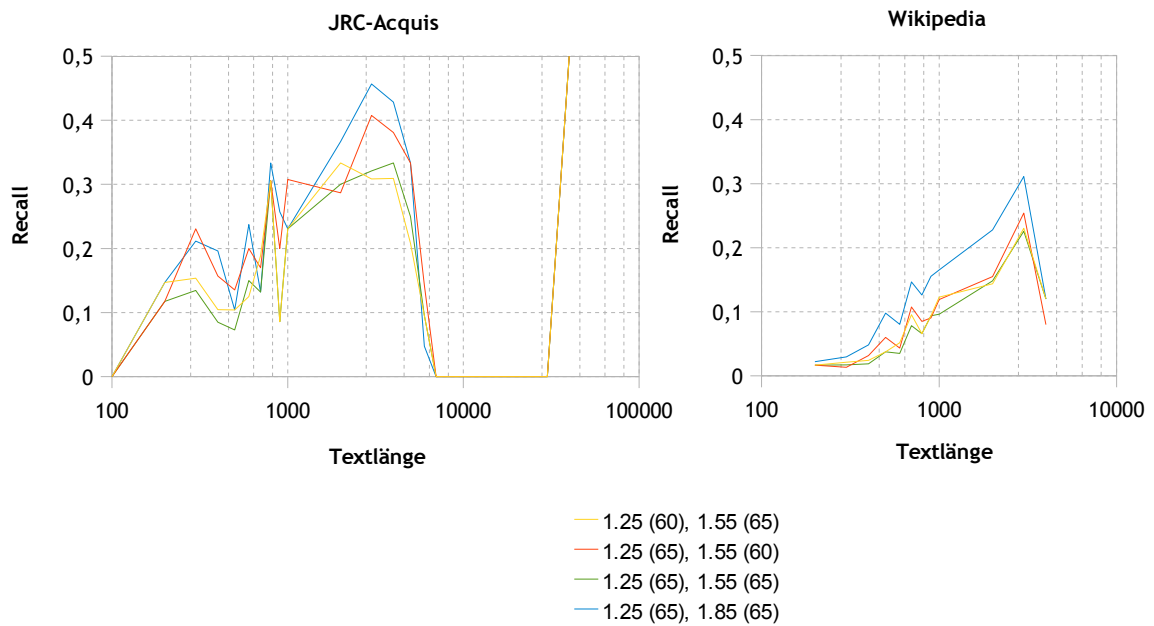 JRC-Acquis
0,5
0,4
0,3
0,2
0,1
0
Recall
100
1000
10000
100000
Textlänge
Wikipedia
0,5
0,4
0,3
0,2
0,1
0
Recall
100
1000
10000
Textlänge
1.25 (60), 1.55 (65)
1.25 (65), 1.55 (60)
1.25 (65), 1.55 (65)
1.25 (65), 1.85 (65)